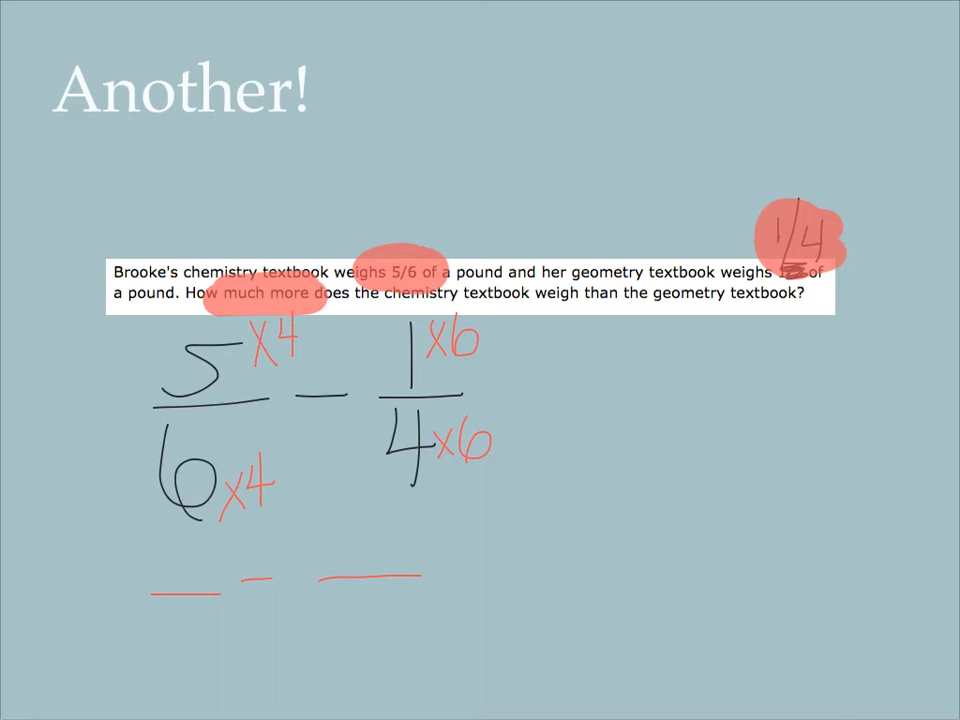 Another!
1/4
Brooke's chemistry textbook weighs 5/6 of a pound and her geometry textbook weighs of
a pound. How much more does the chemistry textbook weigh than the geometry textbook?
5 x4 — 1 x6
6 x4 4 x6
—